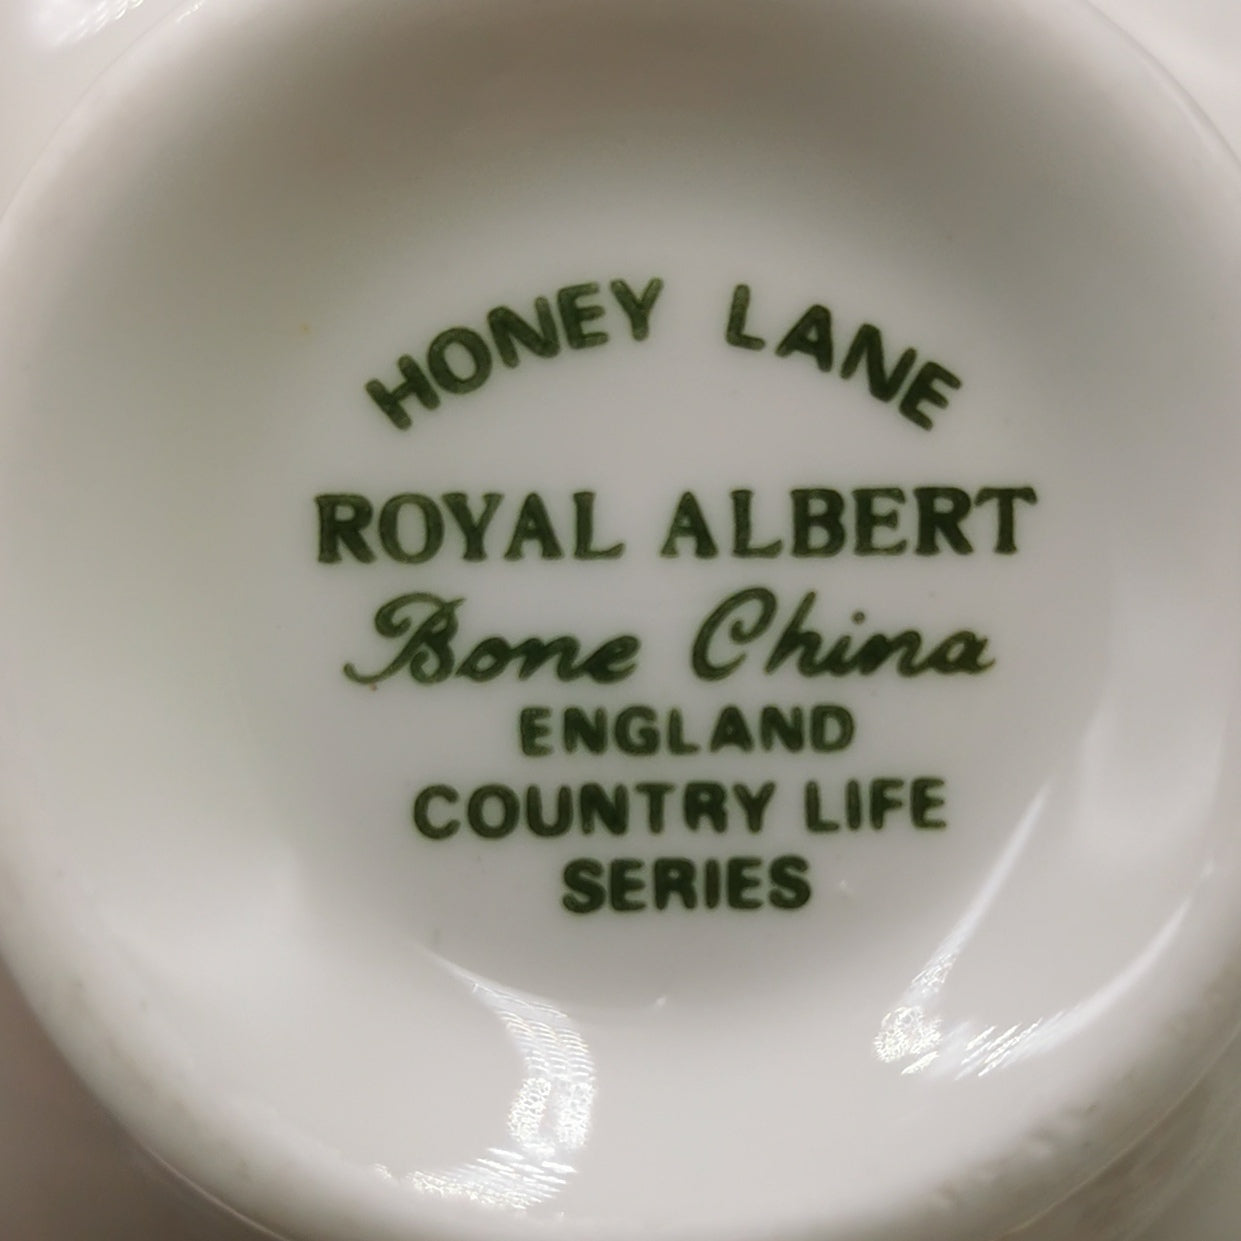 HONEY LANE
ROYAL ALBERT
Bone China
ENGLAND
COUNTRY LIFE
SERIES